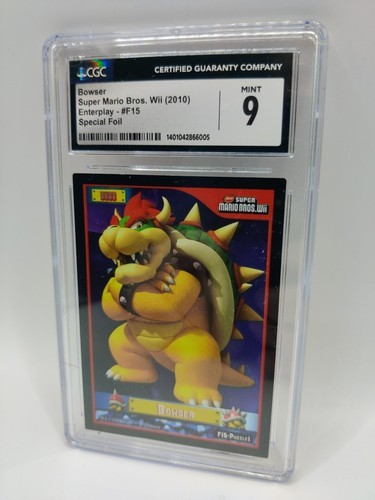 CGC
CERTIFIED GUARANTY COMPANY
Bowser
Super Mario Bros. Wii (2010)
Enterplay - #F15
Special Foil
1401042866005
MINT
9
SUPER
MARIO BROS. Wii
BOWSER
F15-PUZZLE1